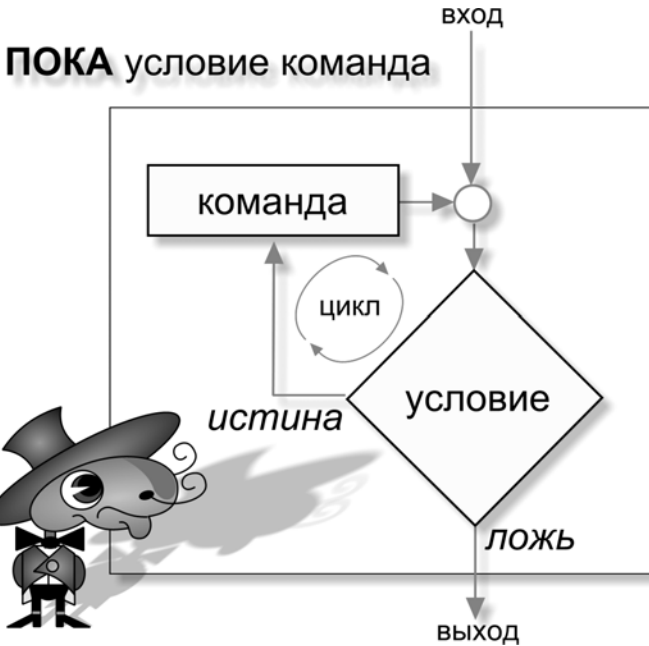 вход
ПОКА условие команда
команда
цикл
условие
истина
ложь
выход